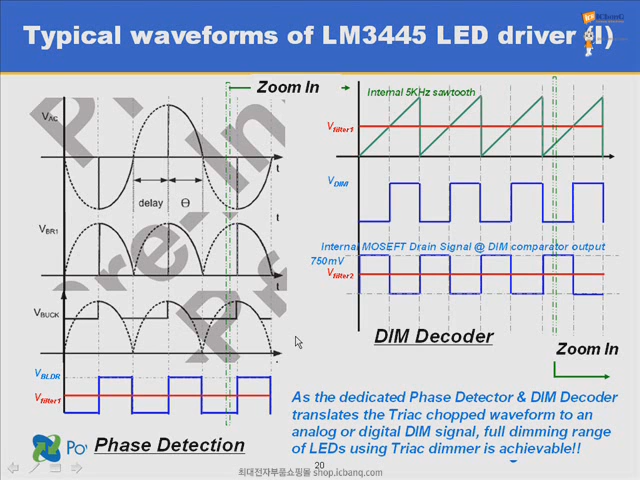 Typical waveforms of LM3445 LED driver (I)
Zoom In
Internal 5KHz sawtooth
VAC
Vfilter1
t
delay
Θ
VDIM
t
VBR1
Internal MOSEFT Drain Signal @ DIM comparator output
750mV
Vfilter2
t
VBUCK
DIM Decoder
Zoom In
VBLDR
Vfilter1
As the dedicated Phase Detector & DIM Decoder
translates the Triac chopped waveform to an
analog or digital DIM signal, full dimming range
of LEDs using Triac dimmer is achievable!!
Phase Detection
20
최대전자부품쇼핑몰 shop.icbanq.com